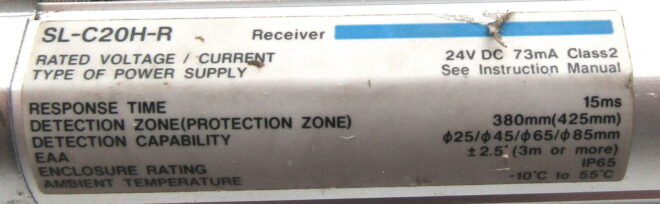 SL-C20H-R Receiver
RATED VOLTAGE / CURRENT 24V DC 73mA Class2
TYPE OF POWER SUPPLY See Instruction Manual
RESPONSE TIME 15ms
DETECTION ZONE(PROTECTION ZONE) 380mm(425mm)
DETECTION CAPABILITY ϕ25/ϕ45/ϕ65/ϕ85mm
EAA ±2.5°(3m or more)
ENCLOSURE RATING IP65
AMBIENT TEMPERATURE -10°C to 55°C